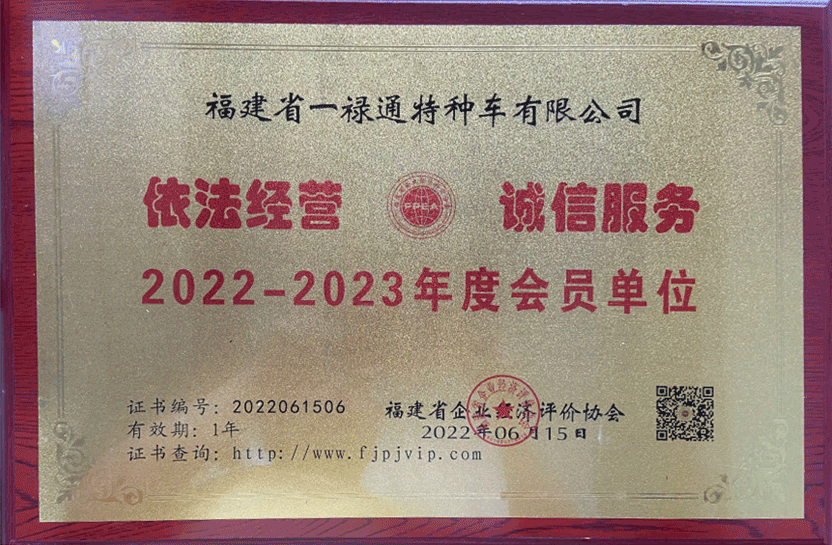 福建省一禄通特种车有限公司
依法经营 诚信服务
PPEA
2022-2023年度会员单位
证书编号: 2022061506
有效期: 1年
证书查询: http://www.fjpjvip.com
福建省企业经济评价协会
2022年06月15日